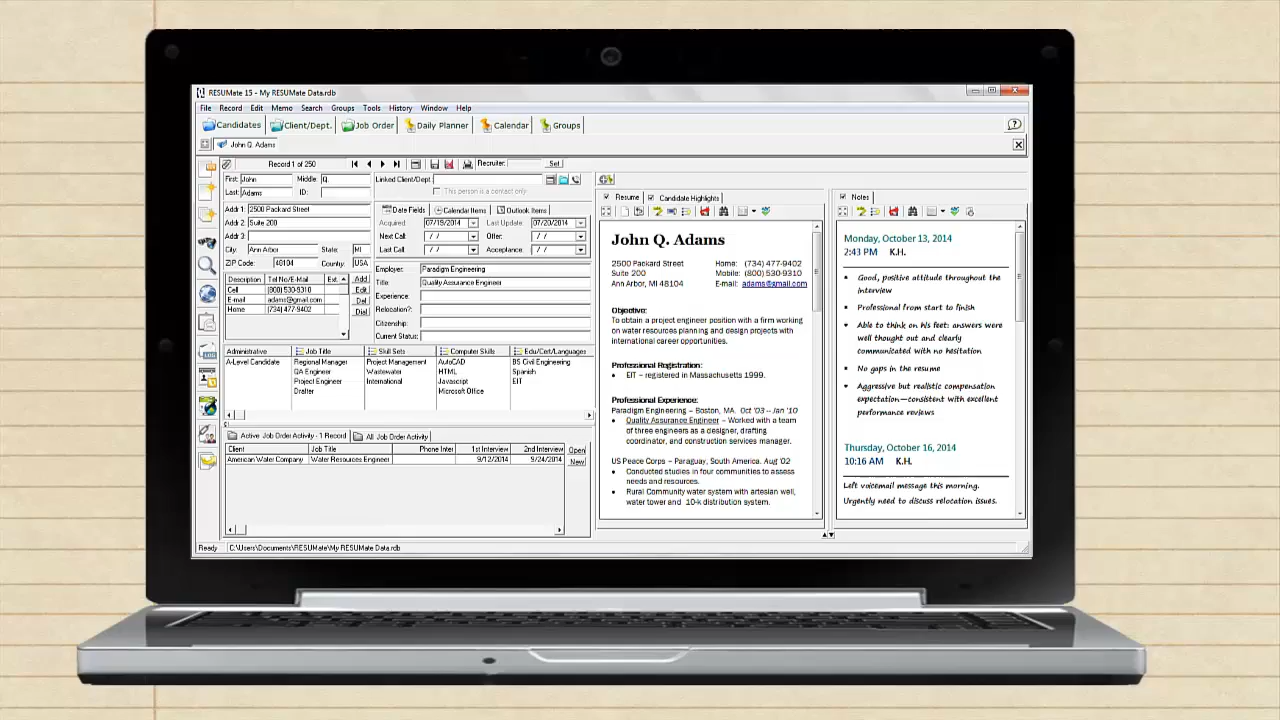 RESUMate 15 - My RESUMate Data.rdb
File Record Edit Memo Search Groups Tools History Window Help
Candidates Client/Dept. Job Order Daily Planner Calendar Groups
John Q. Adams
Record 1 of 250 Recruiter: Set
First: John Middle: Q.
Last: Adams ID:
Linked Client/Dept:
This person is a contact only
Addr 1: 2500 Packard Street
Addr 2: Suite 200
Addr 3:
City: Ann Arbor State: MI
ZIP Code: 48104 Country: USA
Date Fields Calendar Items Outlook Items
Acquired: 07/19/2014 Last Update: 07/20/2014
Next Call: / / Offer: / /
Last Call: / / Acceptance: / /
Description Tel No/E-Mail Ext. Add
Cell (800) 530-9310 Edit
E-mail adams@gmail.com
Home (734) 477-9402 Dial
Employer: Paradigm Engineering
Title: Quality Assurance Engineer
Experience:
Relocation?:
Citizenship:
Current Status:
Administrative Job Title Skill Sets Computer Skills Edu/Cert/Languages
A-Level Candidate Regional Manager Project Management AutoCAD BS Civil Engineering
QA Engineer Wastewater HTML Spanish
Project Engineer International Javascript EIT
Drafter Microsoft Office
Active Job Order Activity - 1 Record All Job Order Activity
Client Job Title Phone Inter 1st Interview 2nd Interview Open
American Water Company Water Resources Engineer 9/12/2014 9/24/2014 New
Resume Candidate Highlights
John Q. Adams
2500 Packard Street Home: (734) 477-9402
Suite 200 Mobile: (800) 530-9310
Ann Arbor, MI 48104 E-mail: adams@gmail.com
Objective:
To obtain a project engineer position with a firm working
on water resources planning and design projects with
international career opportunities.
Professional Registration:
• EIT – registered in Massachusetts 1999.
Professional Experience:
Paradigm Engineering – Boston, MA. Oct '03 -- Jan '10
• Quality Assurance Engineer – Worked with a team
of three engineers as a designer, drafting
coordinator, and construction services manager.
US Peace Corps – Paraguay, South America. Aug '02
• Conducted studies in four communities to assess
needs and resources.
• Rural Community water system with artesian well,
water tower and 10-k distribution system.
Notes
Monday, October 13, 2014
2:43 PM K.H.
• Good, positive attitude throughout the
interview
• Professional from start to finish
• Able to think on his feet: answers were
well thought out and clearly
communicated with no hesitation
• No gaps in the resume
• Aggressive but realistic compensation
expectation—consistent with excellent
performance reviews
Thursday, October 16, 2014
10:16 AM K.H.
Left voicemail message this morning.
Urgently need to discuss relocation issues.
Ready C:\Users\Documents\RESUMate\My RESUMate Data.rdb